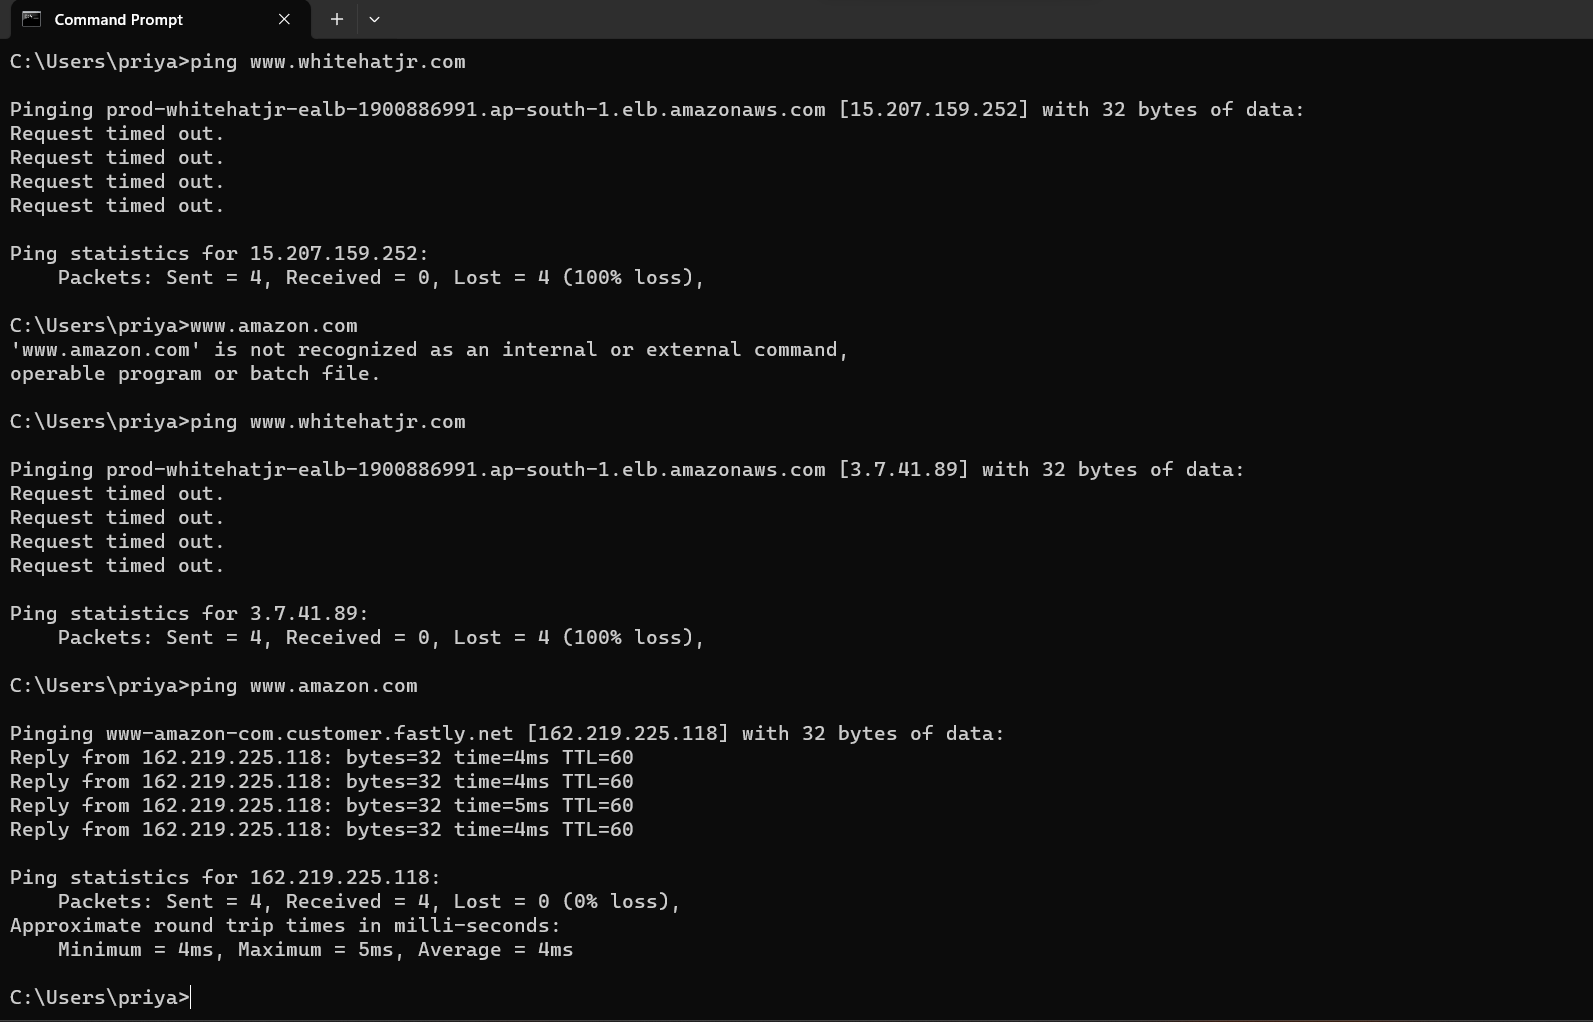 Command Prompt
C:\Users\priya>ping www.whitehatjr.com
Pinging prod-whitehatjr-ealb-1900886991.ap-south-1.elb.amazonaws.com [15.207.159.252] with 32 bytes of data:
Request timed out.
Request timed out.
Request timed out.
Request timed out.
Ping statistics for 15.207.159.252:
    Packets: Sent = 4, Received = 0, Lost = 4 (100% loss),
C:\Users\priya>www.amazon.com
'www.amazon.com' is not recognized as an internal or external command,
operable program or batch file.
C:\Users\priya>ping www.whitehatjr.com
Pinging prod-whitehatjr-ealb-1900886991.ap-south-1.elb.amazonaws.com [3.7.41.89] with 32 bytes of data:
Request timed out.
Request timed out.
Request timed out.
Request timed out.
Ping statistics for 3.7.41.89:
    Packets: Sent = 4, Received = 0, Lost = 4 (100% loss),
C:\Users\priya>ping www.amazon.com
Pinging www-amazon-com.customer.fastly.net [162.219.225.118] with 32 bytes of data:
Reply from 162.219.225.118: bytes=32 time=4ms TTL=60
Reply from 162.219.225.118: bytes=32 time=4ms TTL=60
Reply from 162.219.225.118: bytes=32 time=5ms TTL=60
Reply from 162.219.225.118: bytes=32 time=4ms TTL=60
Ping statistics for 162.219.225.118:
    Packets: Sent = 4, Received = 4, Lost = 0 (0% loss),
Approximate round trip times in milli-seconds:
    Minimum = 4ms, Maximum = 5ms, Average = 4ms
C:\Users\priya>